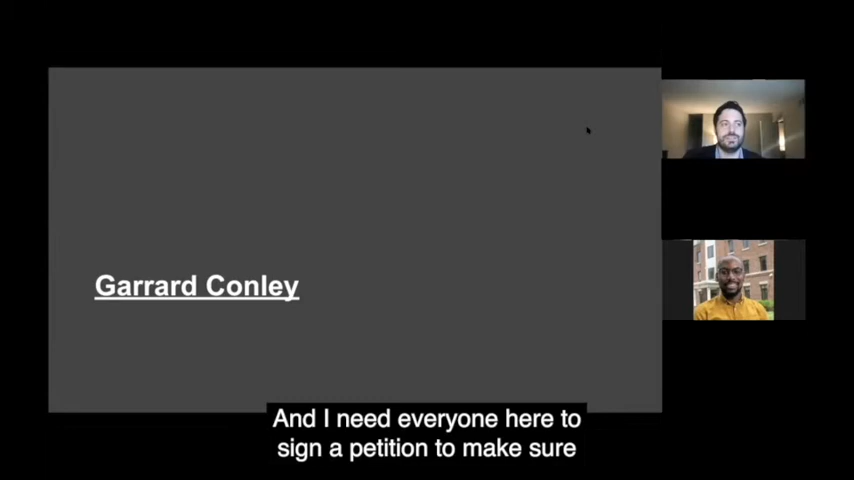 Garrard Conley
And I need everyone here to
sign a petition to make sure